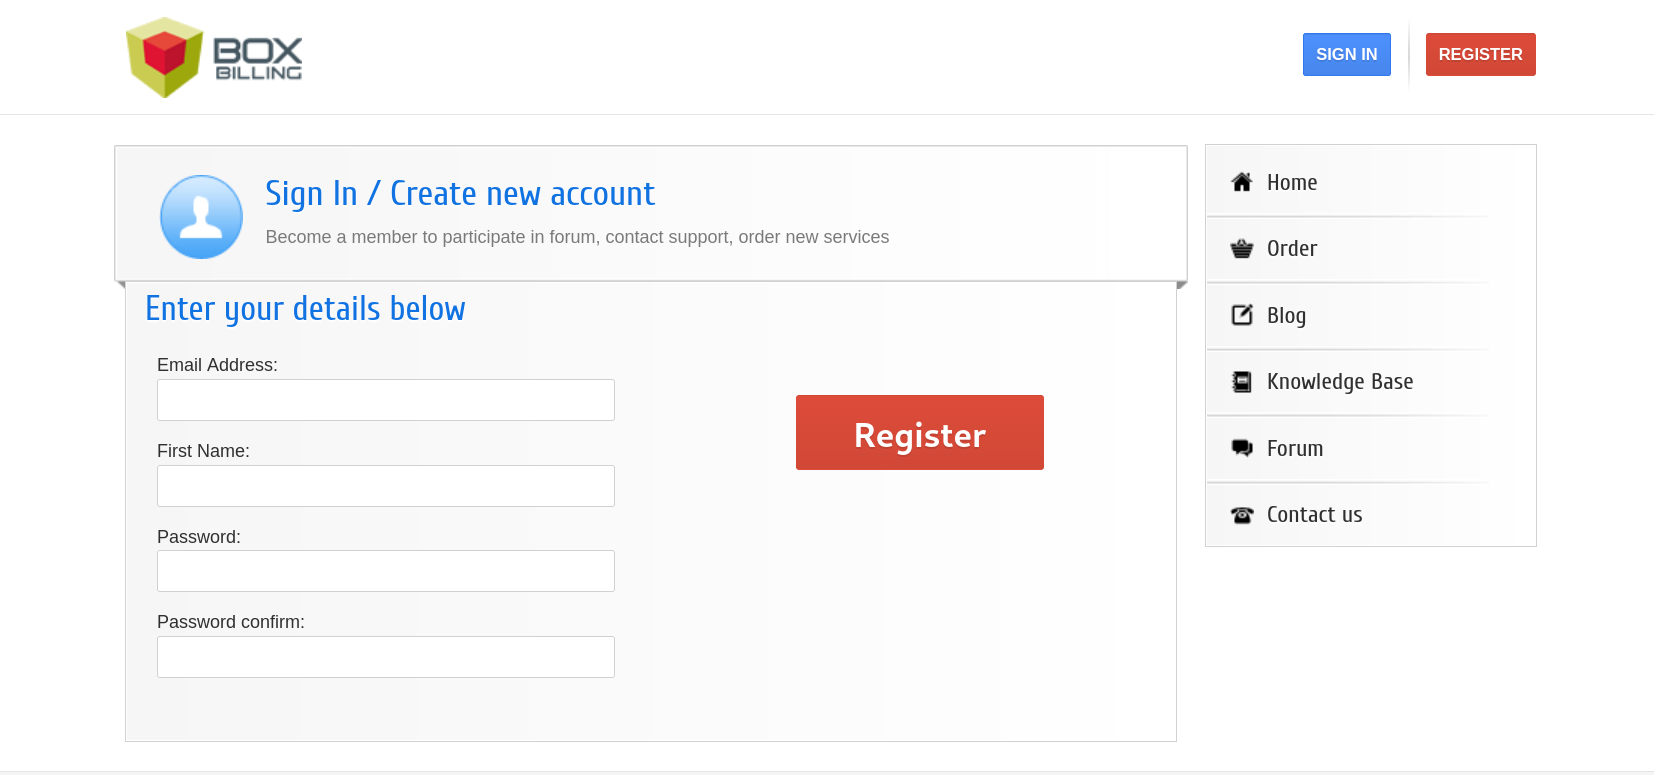 BOX
BILLING
SIGN IN
REGISTER
Sign In / Create new account
Become a member to participate in forum, contact support, order new services
Enter your details below
Email Address:
First Name:
Password:
Password confirm:
Register
Home
Order
Blog
Knowledge Base
Forum
Contact us